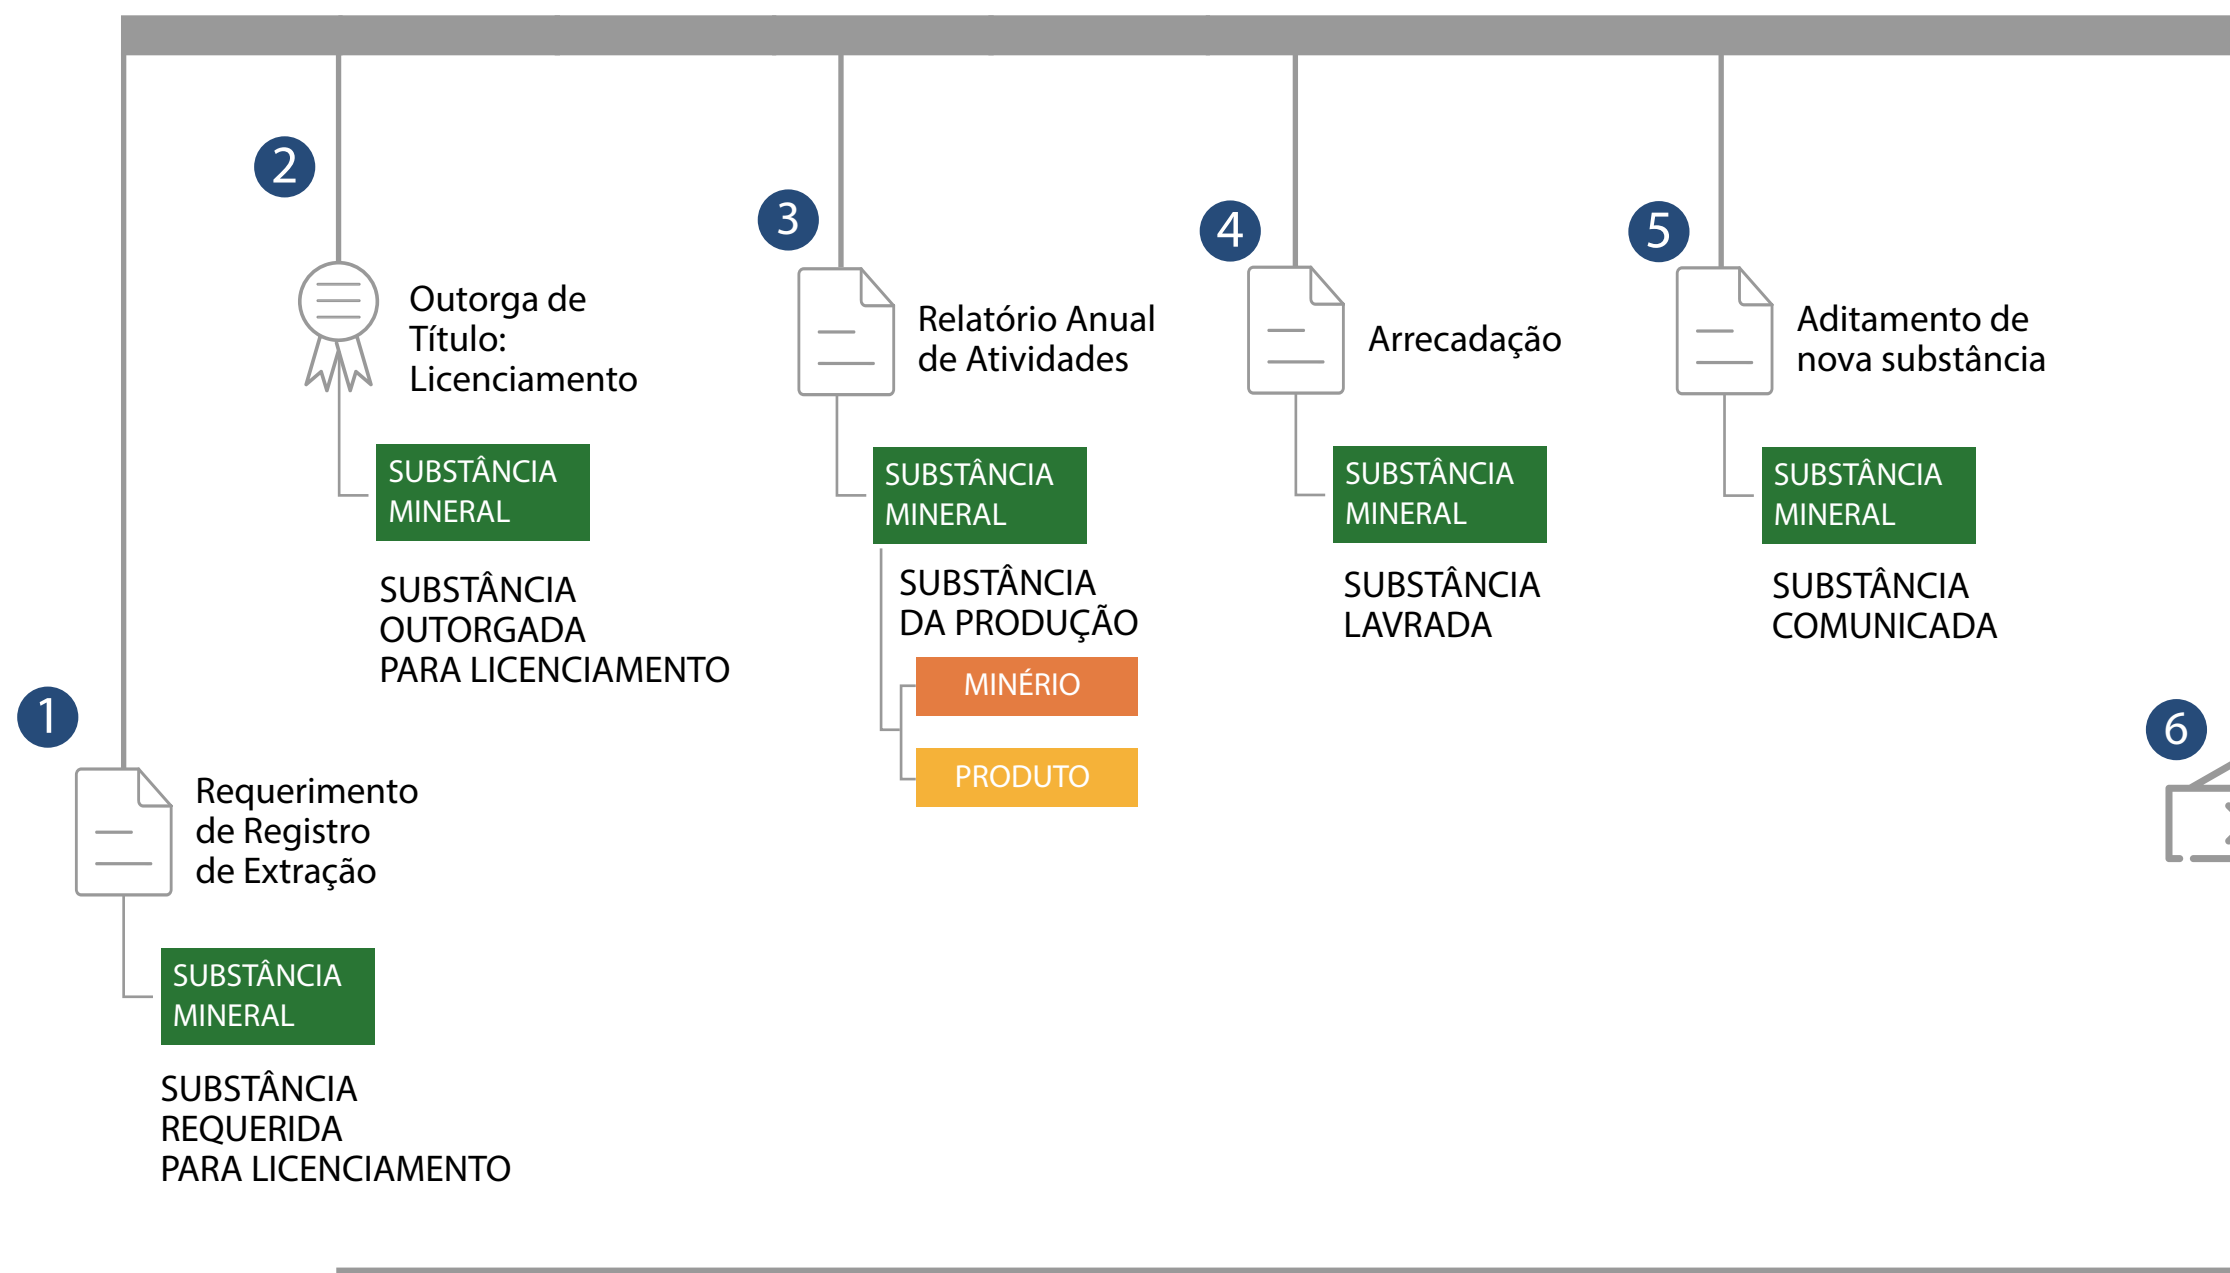 1
Requerimento
de Registro
de Extração
SUBSTÂNCIA
MINERAL
SUBSTÂNCIA
REQUERIDA
PARA LICENCIAMENTO
2
Outorga de
Título:
Licenciamento
SUBSTÂNCIA
MINERAL
SUBSTÂNCIA
OUTORGADA
PARA LICENCIAMENTO
3
Relatório Anual
de Atividades
SUBSTÂNCIA
MINERAL
SUBSTÂNCIA
DA PRODUÇÃO
MINÉRIO
PRODUTO
4
Arrecadação
SUBSTÂNCIA
MINERAL
SUBSTÂNCIA
LAVRADA
5
Aditamento de
nova substância
SUBSTÂNCIA
MINERAL
SUBSTÂNCIA
COMUNICADA
6